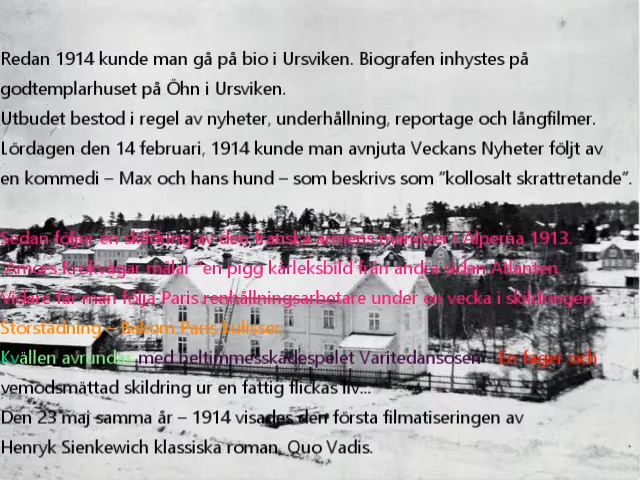 Redan 1914 kunde man gå på bio i Ursviken. Biografen inhystes på
godtemplarhuset på Öhn i Ursviken.
Utbudet bestod i regel av nyheter, underhållning, reportage och långfilmer.
Lördagen den 14 februari, 1914 kunde man avnjuta Veckans Nyheter följt av
en kommedi – Max och hans hund – som beskrivs som ”kollosalt skrattretande”.
Sedan följer en skildring av den franska arméns manöver i Alperna 1913.
Amors Krokvägar målar ”en pigg kärleksbild från andra sidan Atlanten
Vidare får man följa Paris renhållningsarbetare under en vecka i skildringen
Storstädning – Bakom Paris kulisser
Kvällen avrundas med heltimmesskådespelet Varitédansösen – En fager och
vemodsmättad skildring ur en fattig flickas liv...
Den 23 maj samma år – 1914 visades den första filmatiseringen av
Henryk Sienkewich klassiska roman, Quo Vadis.